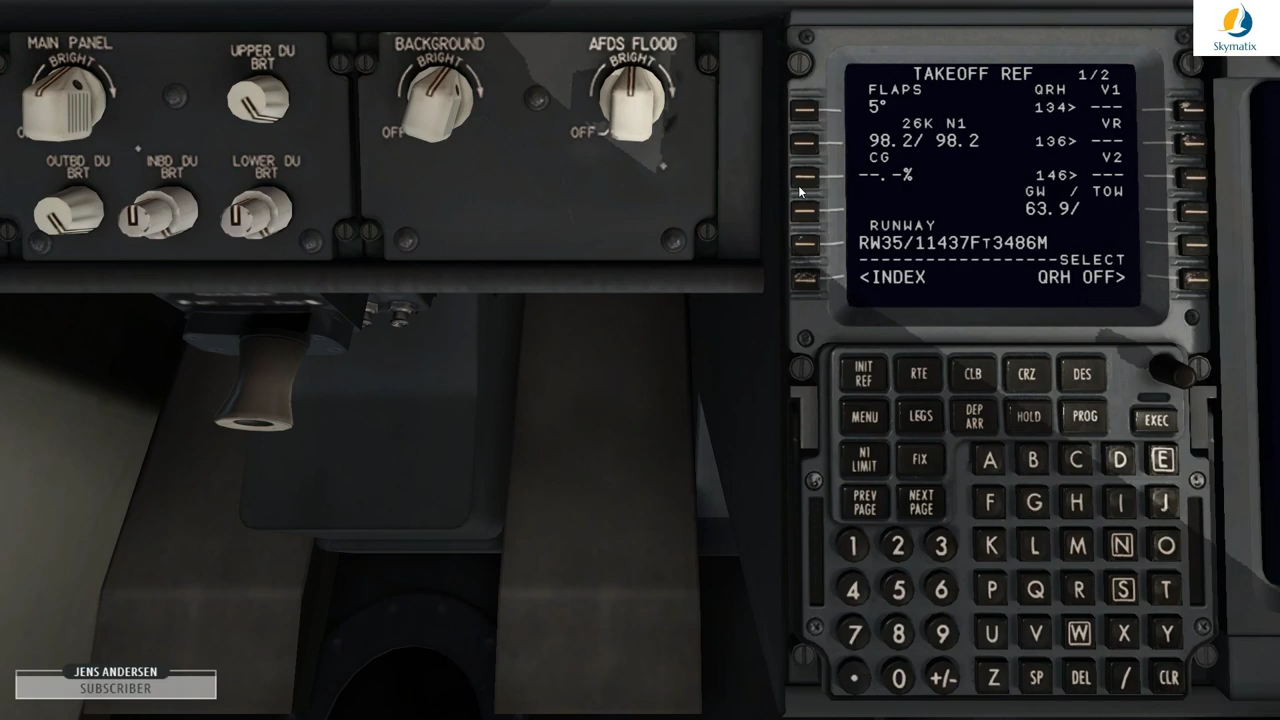 MAIN PANEL
BRIGHT
UPPER DU
BRT
OUTBD DU
BRT
INBD DU
BRT
LOWER DU
BRT
BACKGROUND
BRIGHT
OFF
AFDS FLOOD
BRIGHT
OFF
Skymatix
TAKEOFF REF 1/2
FLAPS QRH V1
5° 134> ---
26K N1 VR
98.2/ 98.2 136> ---
CG V2
--.-% 146> ---
GW / TOW
63.9/
RUNWAY
RW35/11437FT3486M
------------------SELECT
<INDEX QRH OFF>
INIT REF
RTE
CLB
CRZ
DES
MENU
LEGS
DEP ARR
HOLD
PROG
EXEC
N1 LIMIT
FIX
A B C D E
PREV PAGE
NEXT PAGE
F G H I J
1 2 3 K L M N O
4 5 6 P Q R S T
7 8 9 U V W X Y
. 0 +/- Z SP DEL / CLR
JENS ANDERSEN
SUBSCRIBER